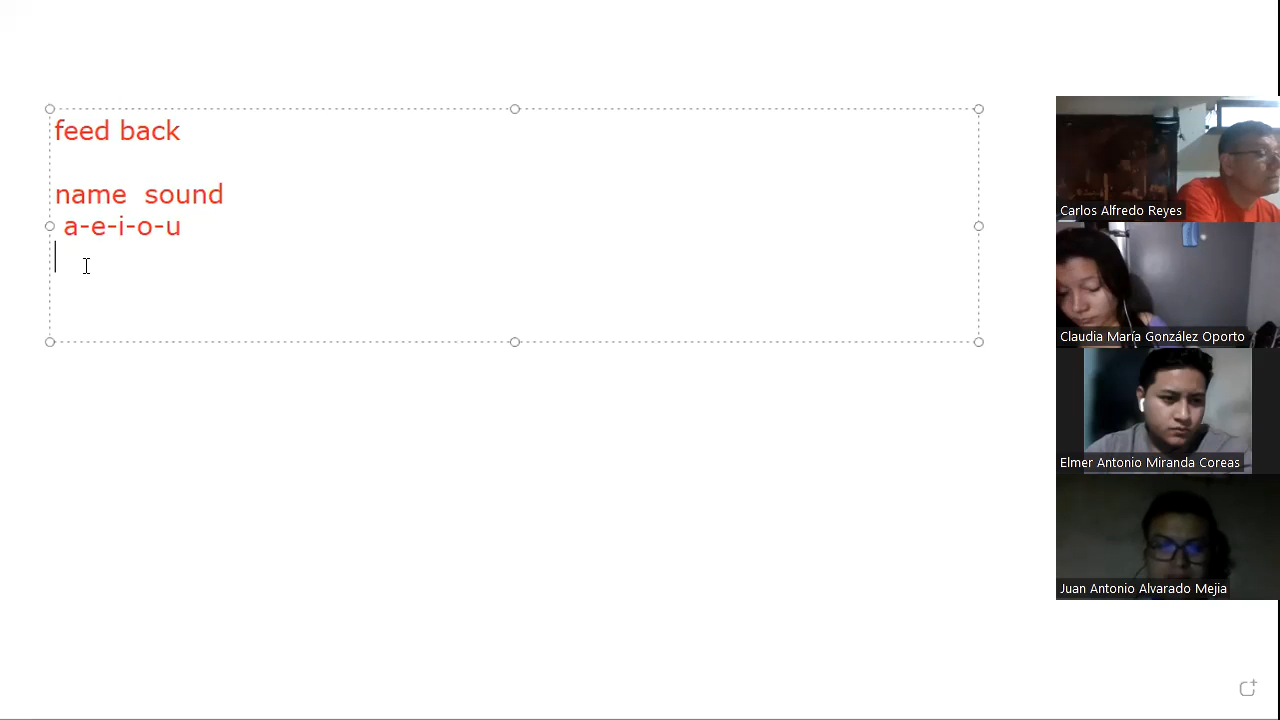 feed back
name  sound
a-e-i-o-u
Carlos Alfredo Reyes
Claudia María González Oporto
Elmer Antonio Miranda Coreas
Juan Antonio Alvarado Mejia